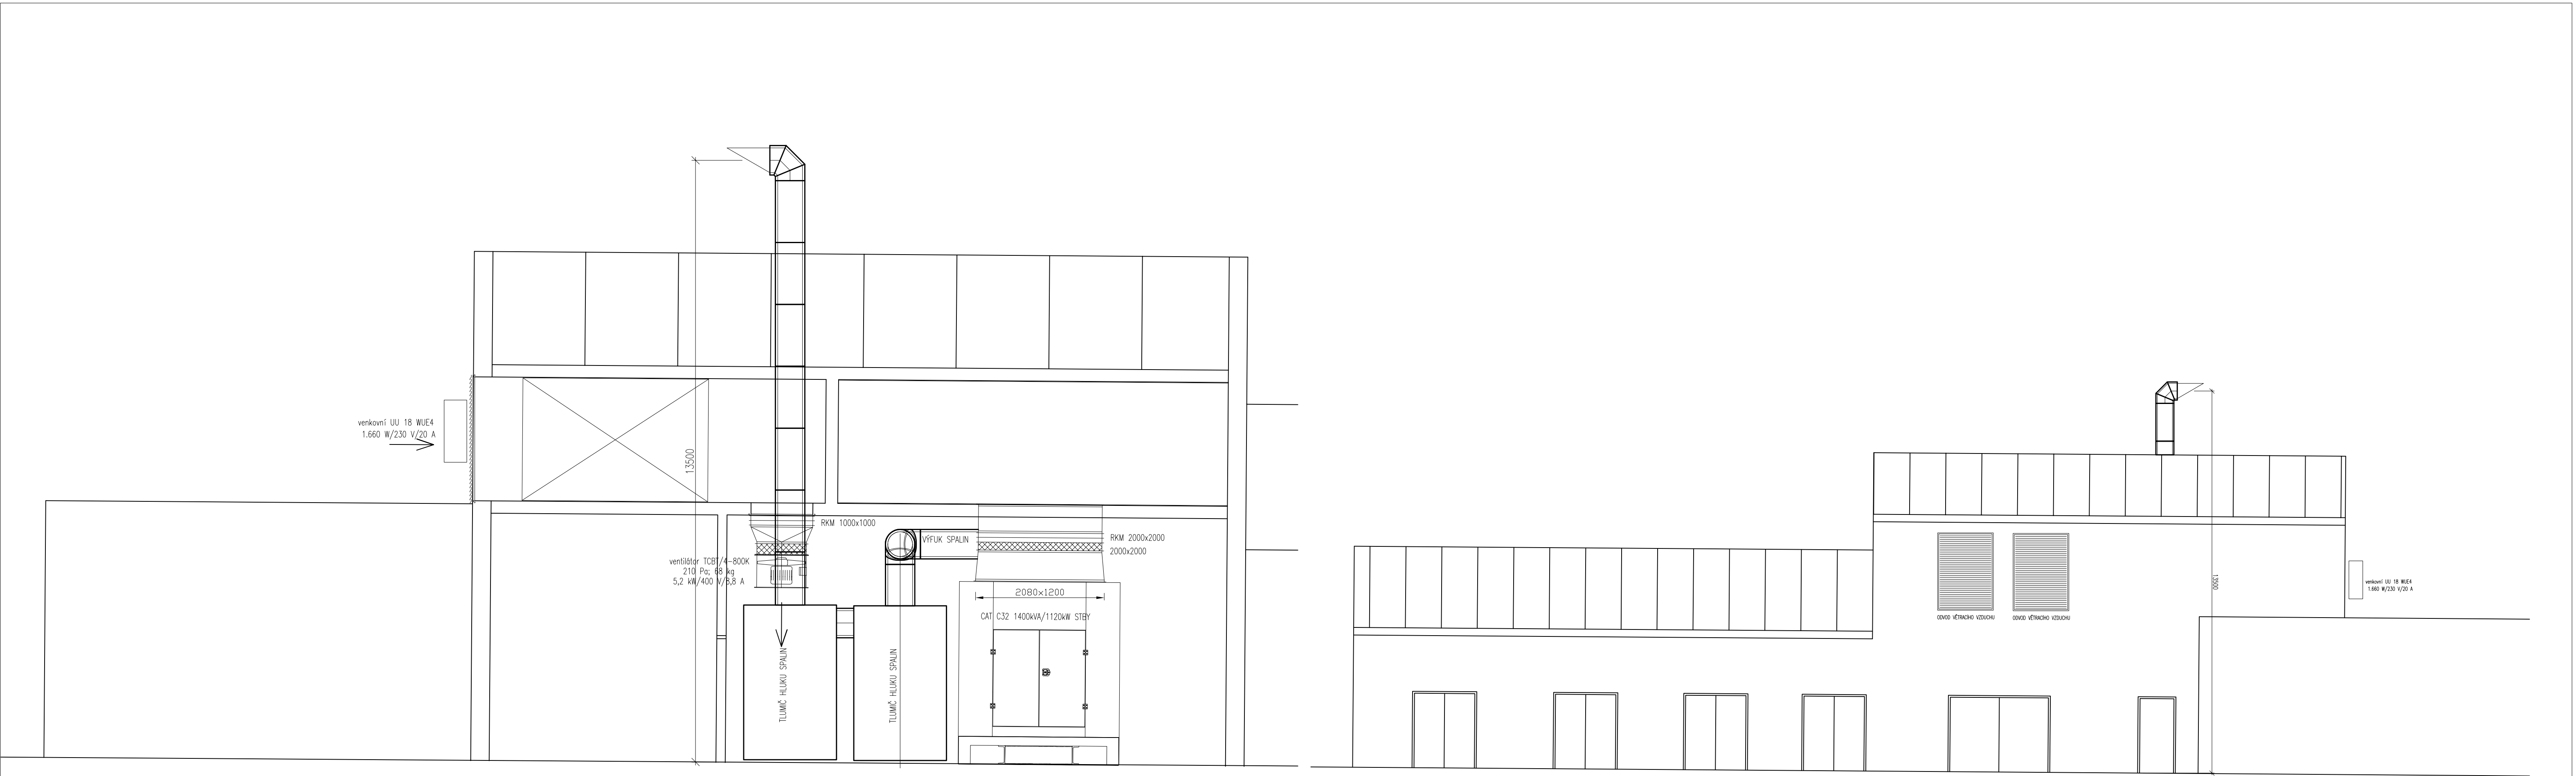 venkovní UU 18 WUE4
1.660 W/230 V/20 A
13500
RKM 1000x1000
ventilátor TCBT/4-800K
210 Pa; 68 kg
5,2 kW/400 V/8,8 A
VÝFUK SPALIN
RKM 2000x2000
2000x2000
2080x1200
CAT C32 1400kVA/1120kW STBY
TLUMIČ HLUKU SPALIN
TLUMIČ HLUKU SPALIN
ODVOD VĚTRACÍHO VZDUCHU
ODVOD VĚTRACÍHO VZDUCHU
13500
venkovní UU 18 WUE4
1.660 W/230 V/20 A